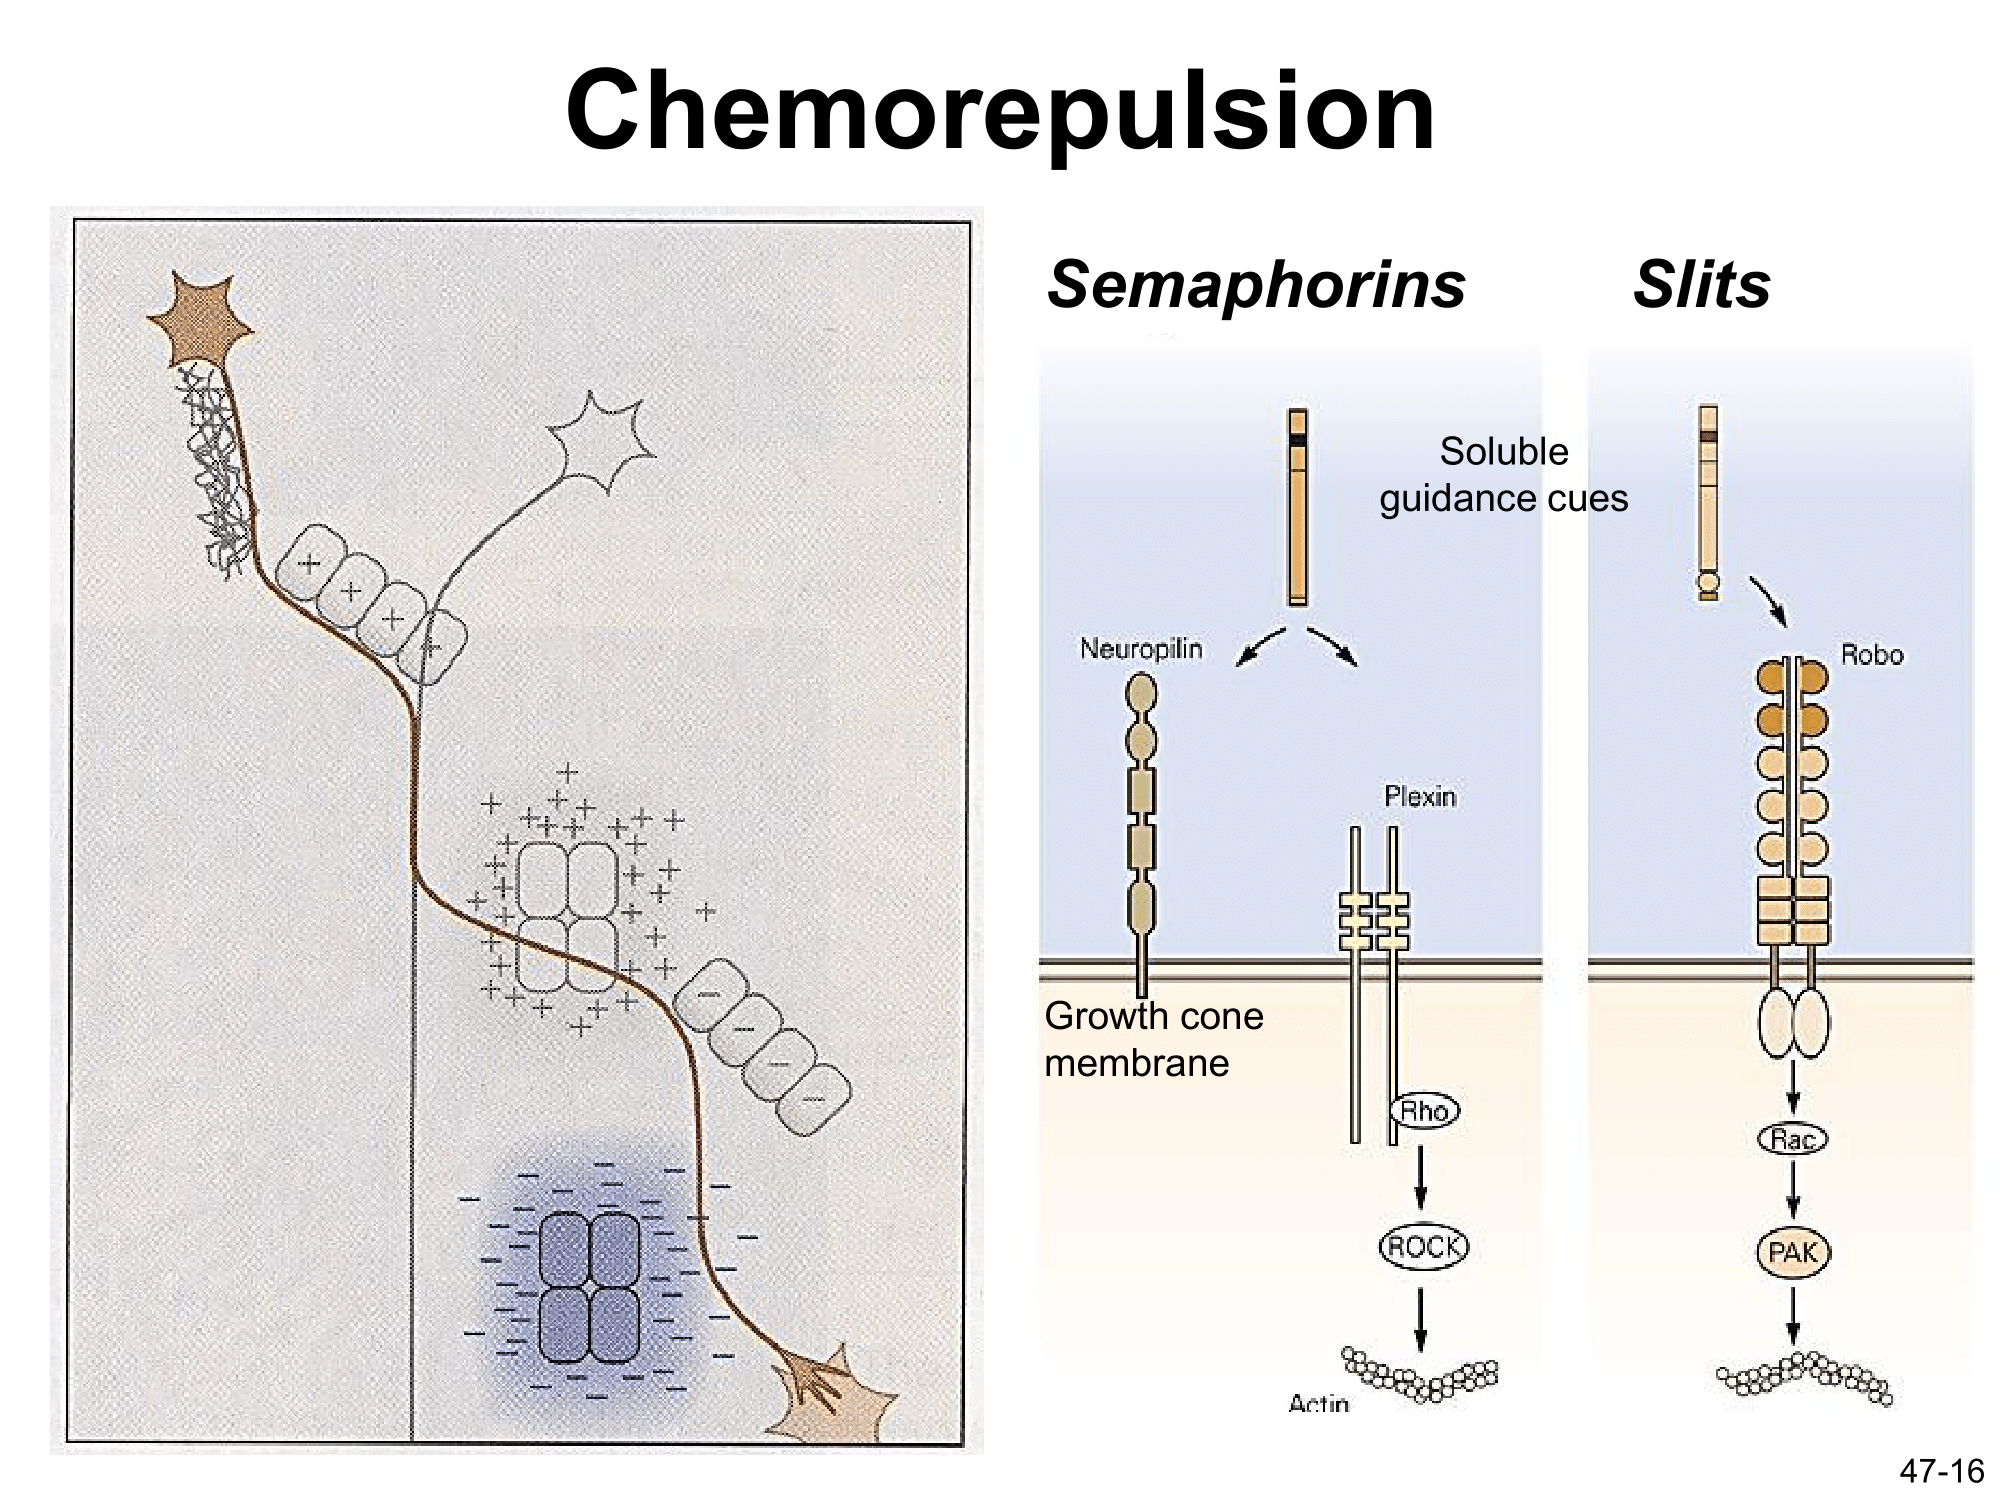 Chemorepulsion
Semaphorins
Slits
Soluble
guidance cues
Neuropilin
Robo
Plexin
Growth cone
membrane
Rho
Rac
ROCK
PAK
Actin
47-16